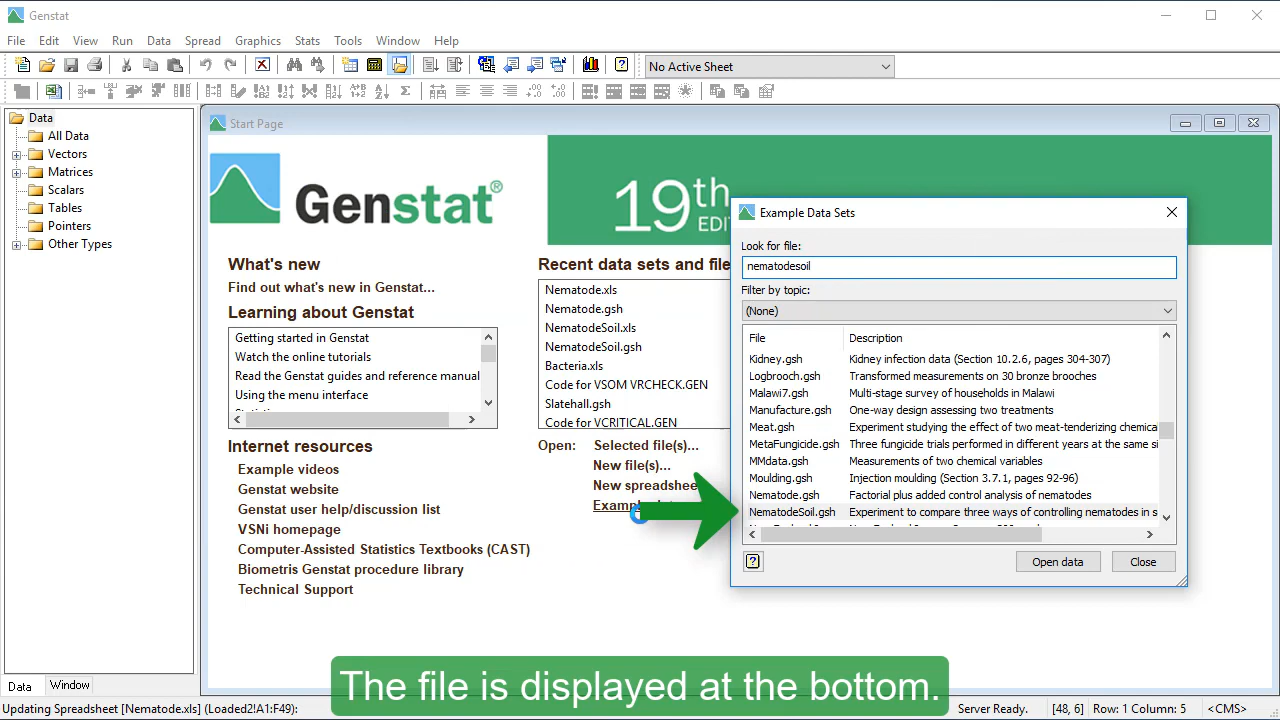 Genstat
File Edit View Run Data Spread Graphics Stats Tools Window Help
No Active Sheet
Data
All Data
Vectors
Matrices
Scalars
Tables
Pointers
Other Types
Data Window
Start Page
Genstat®
19th
EDI
What's new
Find out what's new in Genstat...
Learning about Genstat
Getting started in Genstat
Watch the online tutorials
Read the Genstat guides and reference manual
Using the menu interface
Internet resources
Example videos
Genstat website
Genstat user help/discussion list
VSNi homepage
Computer-Assisted Statistics Textbooks (CAST)
Biometris Genstat procedure library
Technical Support
Recent data sets and file
Nematode.xls
Nematode.gsh
NematodeSoil.xls
NematodeSoil.gsh
Bacteria.xls
Code for VSOM VRCHECK.GEN
Slatehall.gsh
Code for VCRITICAL.GEN
Open: Selected file(s)...
New file(s)...
New spreadshee
Examp
Example Data Sets
Look for file:
nematodesoil
Filter by topic:
(None)
File Description
Kidney.gsh Kidney infection data (Section 10.2.6, pages 304-307)
Logbrooch.gsh Transformed measurements on 30 bronze brooches
Malawi7.gsh Multi-stage survey of households in Malawi
Manufacture.gsh One-way design assessing two treatments
Meat.gsh Experiment studying the effect of two meat-tenderizing chemical
MetaFungicide.gsh Three fungicide trials performed in different years at the same si
MMdata.gsh Measurements of two chemical variables
Moulding.gsh Injection moulding (3.7.1, pages 92-96)
Nematode.gsh Factorial plus added control analysis of nematodes
NematodeSoil.gsh Experiment to compare three ways of controlling nematodes in s
Open data Close
The file is displayed at the bottom.
Updating Spreadsheet [Nematode.xls] (Loaded2!A1:F49): Server Ready. [48, 6] Row: 1 Column: 5 <CMS>